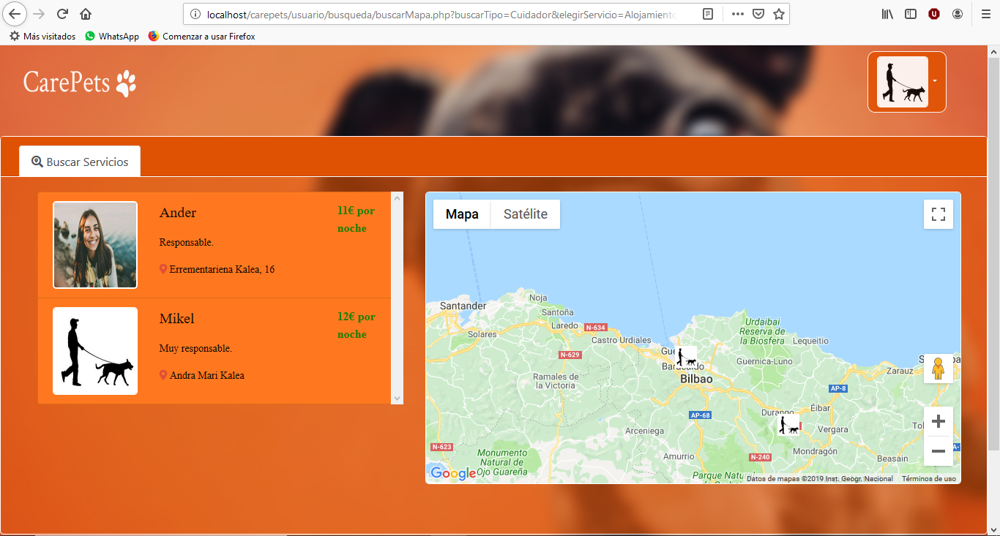 localhost/carepets/usuario/busqueda/buscarMapa.php?buscarTipo=Cuidador&elegirServicio=Alojamiento
Más visitados WhatsApp Comenzar a usar Firefox
CarePets
Buscar Servicios
Ander
11€ por
noche
Responsable.
Errementariena Kalea, 16
Mikel
12€ por
noche
Muy responsable.
Andra Mari Kalea
Mapa Satélite
Santander
Noja
Santoña
Laredo
N-634
Solares
Castro Urdiales
N-629
Urdaibai
Reserva de
la Biosfera
Lequeitio
Guernica-Luno
Zarauz
Ramales de
la Victoria
Bilbao
AP-8
Éibar
AP-68
Vergara
Arceniega
N-623
Monumento
Natural de
Ojo Guareña
Amurrio
N-240
Mondragón
Beasain
Google
Datos de mapas ©2019 Inst. Geogr. Nacional Términos de uso